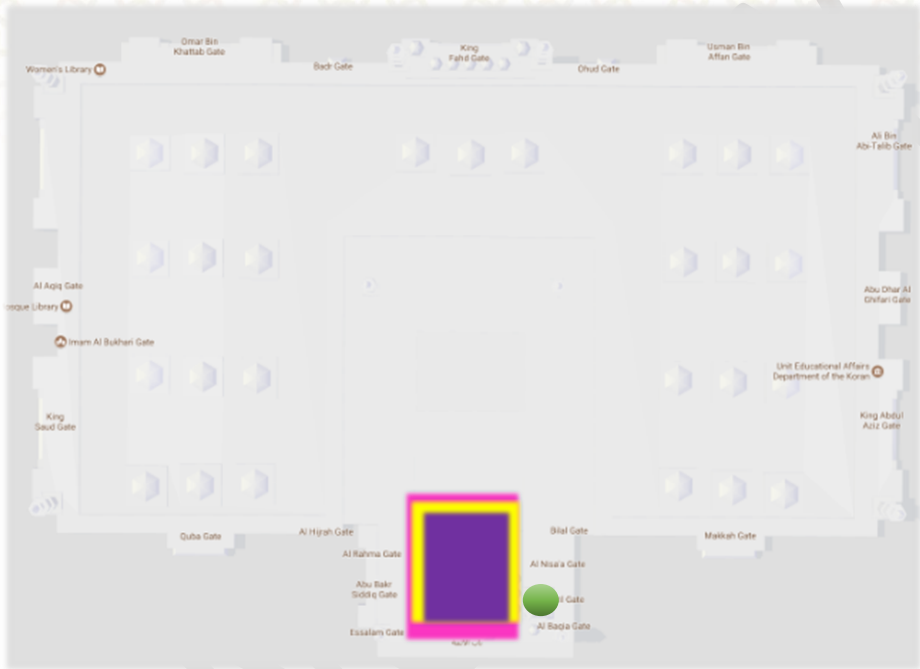 Omar Bin
Khattab Gate
King
Fahd Gate
Usman Bin
Affan Gate
Women's Library
Badr Gate
Ohud Gate
Ali Bin
Abi-Talib Gate
Al Aqiq Gate
Abu Dhar Al
Ghifari Gate
Library
Imam Al Bukhari Gate
Unit Educational Affairs
Department of the Koran
King
Saud Gate
King Abdul
Aziz Gate
Quba Gate
Al Hijrah Gate
Bilal Gate
Makkah Gate
Al Rahma Gate
Al Nisa'a Gate
Abu Bakr
Siddiq Gate
Gate
Essalam Gate
Al Baqia Gate